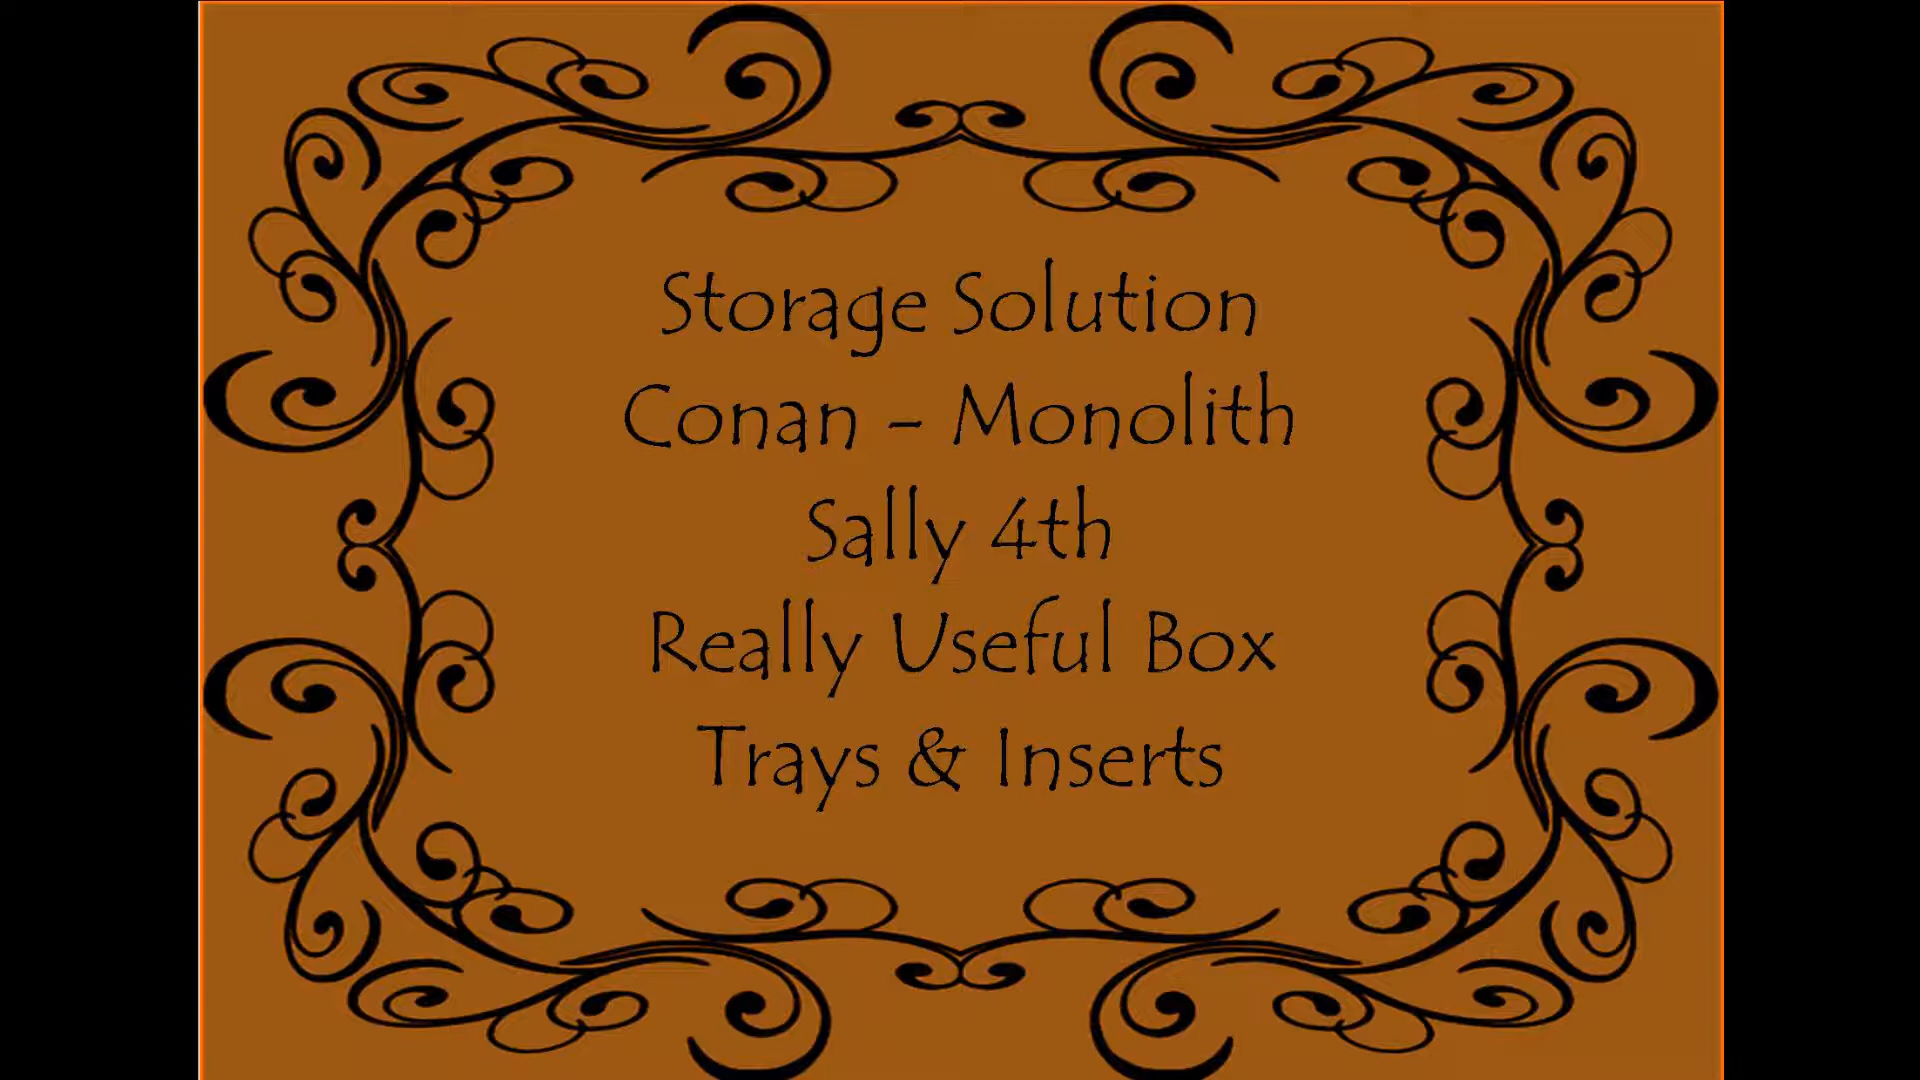 Storage Solution
Conan - Monolith
Sally 4th
Really Useful Box
Trays & Inserts